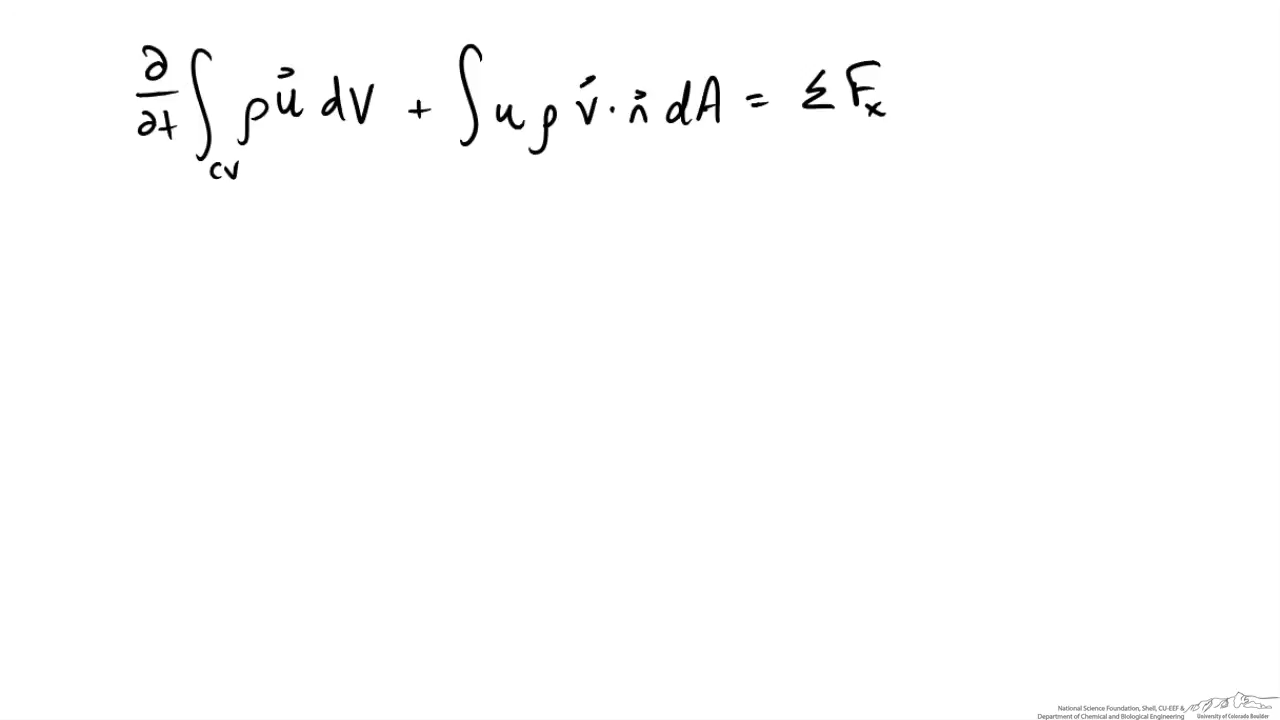 ∂/∂t ∫_CV ρ u⃗ dV + ∫ u ρ v⃗ · n⃗ dA = Σ F_x
National Science Foundation, Shell, CU-EEF &
Department of Chemical and Biological Engineering
University of Colorado Boulder